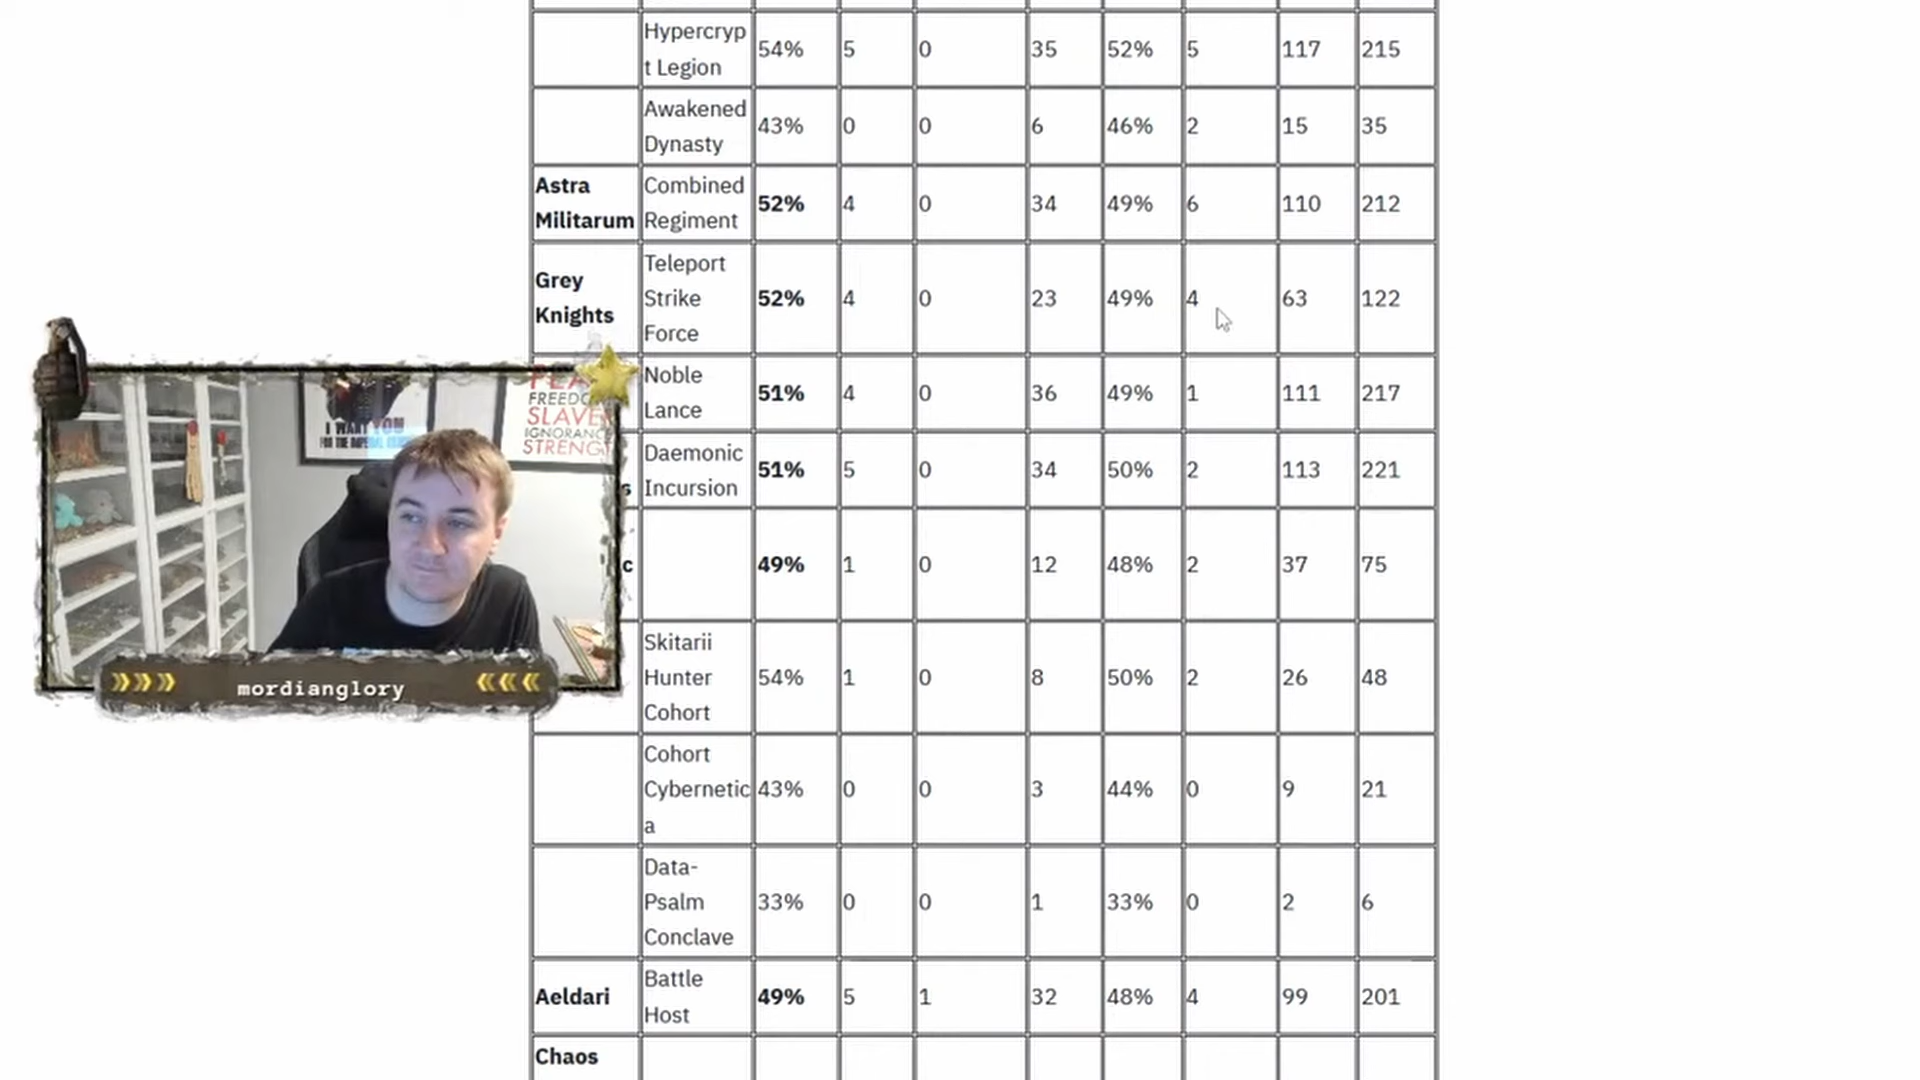 Hypercryp
t Legion
54% 5 0 35 52% 5 117 215
Awakened
Dynasty
43% 0 0 6 46% 2 15 35
Astra
Militarum
Combined
Regiment
52% 4 0 34 49% 6 110 212
Grey
Knights
Teleport
Strike
Force
52% 4 0 23 49% 4 63 122
Noble
Lance
51% 4 0 36 49% 1 111 217
s
Daemonic
Incursion
51% 5 0 34 50% 2 113 221
c
49% 1 0 12 48% 2 37 75
Skitarii
Hunter
Cohort
54% 1 0 8 50% 2 26 48
Cohort
Cybernetic
a
43% 0 0 3 44% 0 9 21
Data-
Psalm
Conclave
33% 0 0 1 33% 0 2 6
Aeldari
Battle
Host
49% 5 1 32 48% 4 99 201
Chaos
I WANT YOU
FOR THE IMPERIAL
FREEDO
SLAVE
IGNORANC
STRENG
mordianglory